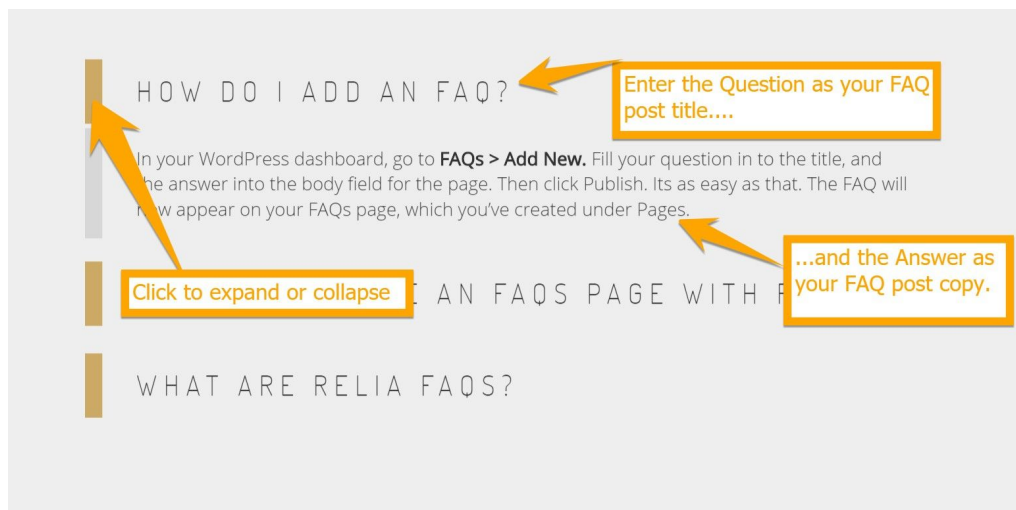 HOW DO I ADD AN FAQ?
Enter the Question as your FAQ
post title....
In your WordPress dashboard, go to FAQs > Add New. Fill your question in to the title, and
the answer into the body field for the page. Then click Publish. Its as easy as that. The FAQ will
now appear on your FAQs page, which you've created under Pages.
...and the Answer as
your FAQ post copy.
Click to expand or collapse
AN FAQS PAGE WITH
WHAT ARE RELIA FAQS?